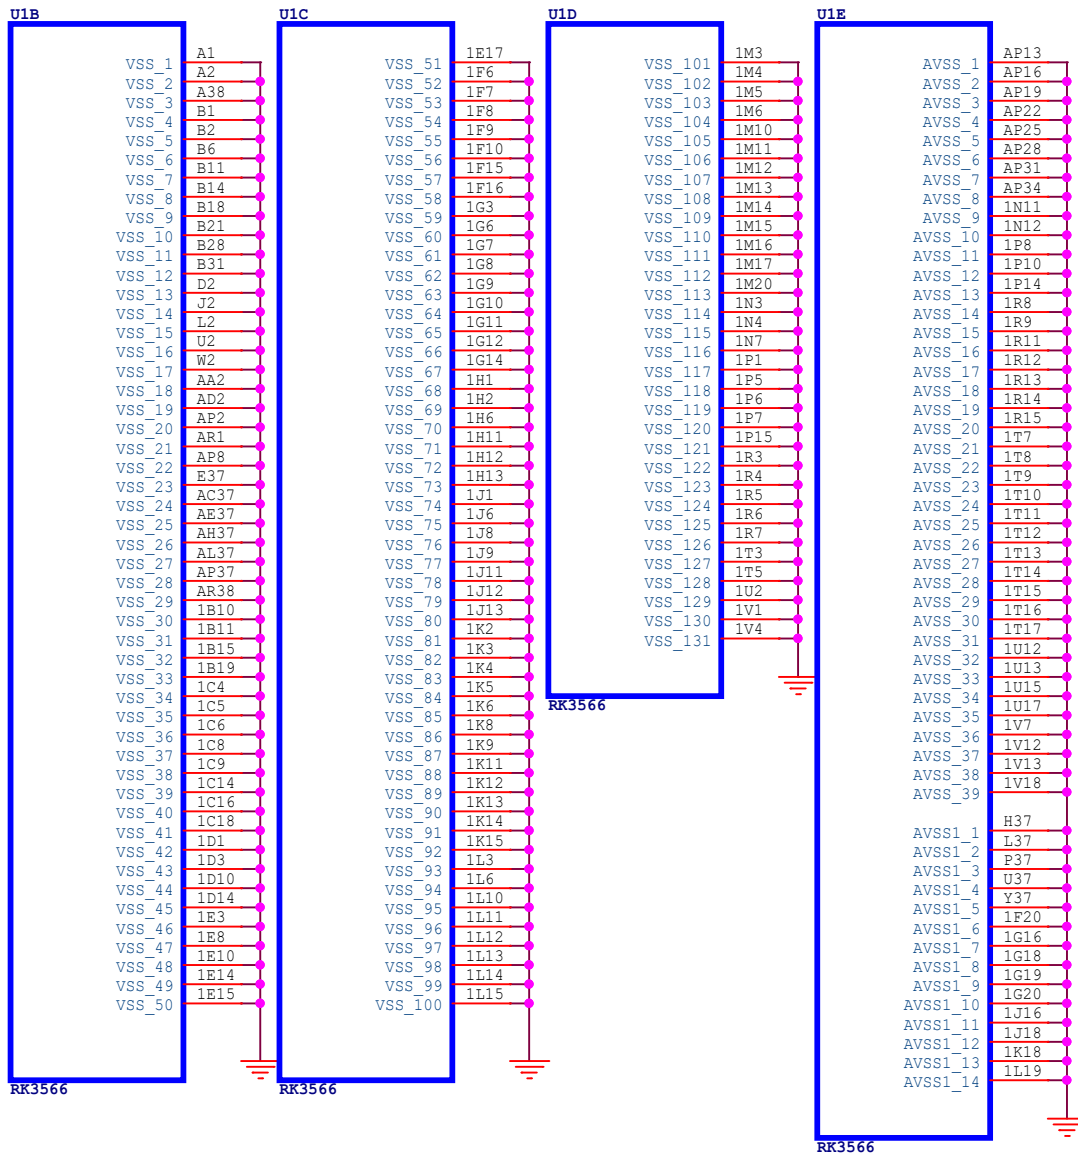 U1B
VSS_1 A1
VSS_2 A2
VSS_3 A38
VSS_4 B1
VSS_5 B2
VSS_6 B6
VSS_7 B11
VSS_8 B14
VSS_9 B18
VSS_10 B21
VSS_11 B28
VSS_12 B31
VSS_13 D2
VSS_14 J2
VSS_15 L2
VSS_16 U2
VSS_17 W2
VSS_18 AA2
VSS_19 AD2
VSS_20 AP2
VSS_21 AR1
VSS_22 AP8
VSS_23 E37
VSS_24 AC37
VSS_25 AE37
VSS_26 AH37
VSS_27 AL37
VSS_28 AP37
VSS_29 AR38
VSS_30 1B10
VSS_31 1B11
VSS_32 1B15
VSS_33 1B19
VSS_34 1C4
VSS_35 1C5
VSS_36 1C6
VSS_37 1C8
VSS_38 1C9
VSS_39 1C14
VSS_40 1C16
VSS_41 1C18
VSS_42 1D1
VSS_43 1D3
VSS_44 1D10
VSS_45 1D14
VSS_46 1E3
VSS_47 1E8
VSS_48 1E10
VSS_49 1E14
VSS_50 1E15
RK3566
U1C
VSS_51 1E17
VSS_52 1F6
VSS_53 1F7
VSS_54 1F8
VSS_55 1F9
VSS_56 1F10
VSS_57 1F15
VSS_58 1F16
VSS_59 1G3
VSS_60 1G6
VSS_61 1G7
VSS_62 1G8
VSS_63 1G9
VSS_64 1G10
VSS_65 1G11
VSS_66 1G12
VSS_67 1G14
VSS_68 1H1
VSS_69 1H2
VSS_70 1H6
VSS_71 1H11
VSS_72 1H12
VSS_73 1H13
VSS_74 1J1
VSS_75 1J6
VSS_76 1J8
VSS_77 1J9
VSS_78 1J11
VSS_79 1J12
VSS_80 1J13
VSS_81 1K2
VSS_82 1K3
VSS_83 1K4
VSS_84 1K5
VSS_85 1K6
VSS_86 1K8
VSS_87 1K9
VSS_88 1K11
VSS_89 1K12
VSS_90 1K13
VSS_91 1K14
VSS_92 1K15
VSS_93 1L3
VSS_94 1L6
VSS_95 1L10
VSS_96 1L11
VSS_97 1L12
VSS_98 1L13
VSS_99 1L14
VSS_100 1L15
RK3566
U1D
VSS_101 1M3
VSS_102 1M4
VSS_103 1M5
VSS_104 1M6
VSS_105 1M10
VSS_106 1M11
VSS_107 1M12
VSS_108 1M13
VSS_109 1M14
VSS_110 1M15
VSS_111 1M16
VSS_112 1M17
VSS_113 1M20
VSS_114 1N3
VSS_115 1N4
VSS_116 1N7
VSS_117 1P1
VSS_118 1P5
VSS_119 1P6
VSS_120 1P7
VSS_121 1P15
VSS_122 1R3
VSS_123 1R4
VSS_124 1R5
VSS_125 1R6
VSS_126 1R7
VSS_127 1T3
VSS_128 1T5
VSS_129 1U2
VSS_130 1V1
VSS_131 1V4
RK3566
U1E
AVSS_1 AP13
AVSS_2 AP16
AVSS_3 AP19
AVSS_4 AP22
AVSS_5 AP25
AVSS_6 AP28
AVSS_7 AP31
AVSS_8 AP34
AVSS_9 1N11
AVSS_10 1N12
AVSS_11 1P8
AVSS_12 1P10
AVSS_13 1P14
AVSS_14 1R8
AVSS_15 1R9
AVSS_16 1R11
AVSS_17 1R12
AVSS_18 1R13
AVSS_19 1R14
AVSS_20 1R15
AVSS_21 1T7
AVSS_22 1T8
AVSS_23 1T9
AVSS_24 1T10
AVSS_25 1T11
AVSS_26 1T12
AVSS_27 1T13
AVSS_28 1T14
AVSS_29 1T15
AVSS_30 1T16
AVSS_31 1T17
AVSS_32 1U12
AVSS_33 1U13
AVSS_34 1U15
AVSS_35 1U17
AVSS_36 1V7
AVSS_37 1V12
AVSS_38 1V13
AVSS_39 1V18
AVSS1_1 H37
AVSS1_2 L37
AVSS1_3 P37
AVSS1_4 U37
AVSS1_5 Y37
AVSS1_6 1F20
AVSS1_7 1G16
AVSS1_8 1G18
AVSS1_9 1G19
AVSS1_10 1G20
AVSS1_11 1J16
AVSS1_12 1J18
AVSS1_13 1K18
AVSS1_14 1L19
RK3566